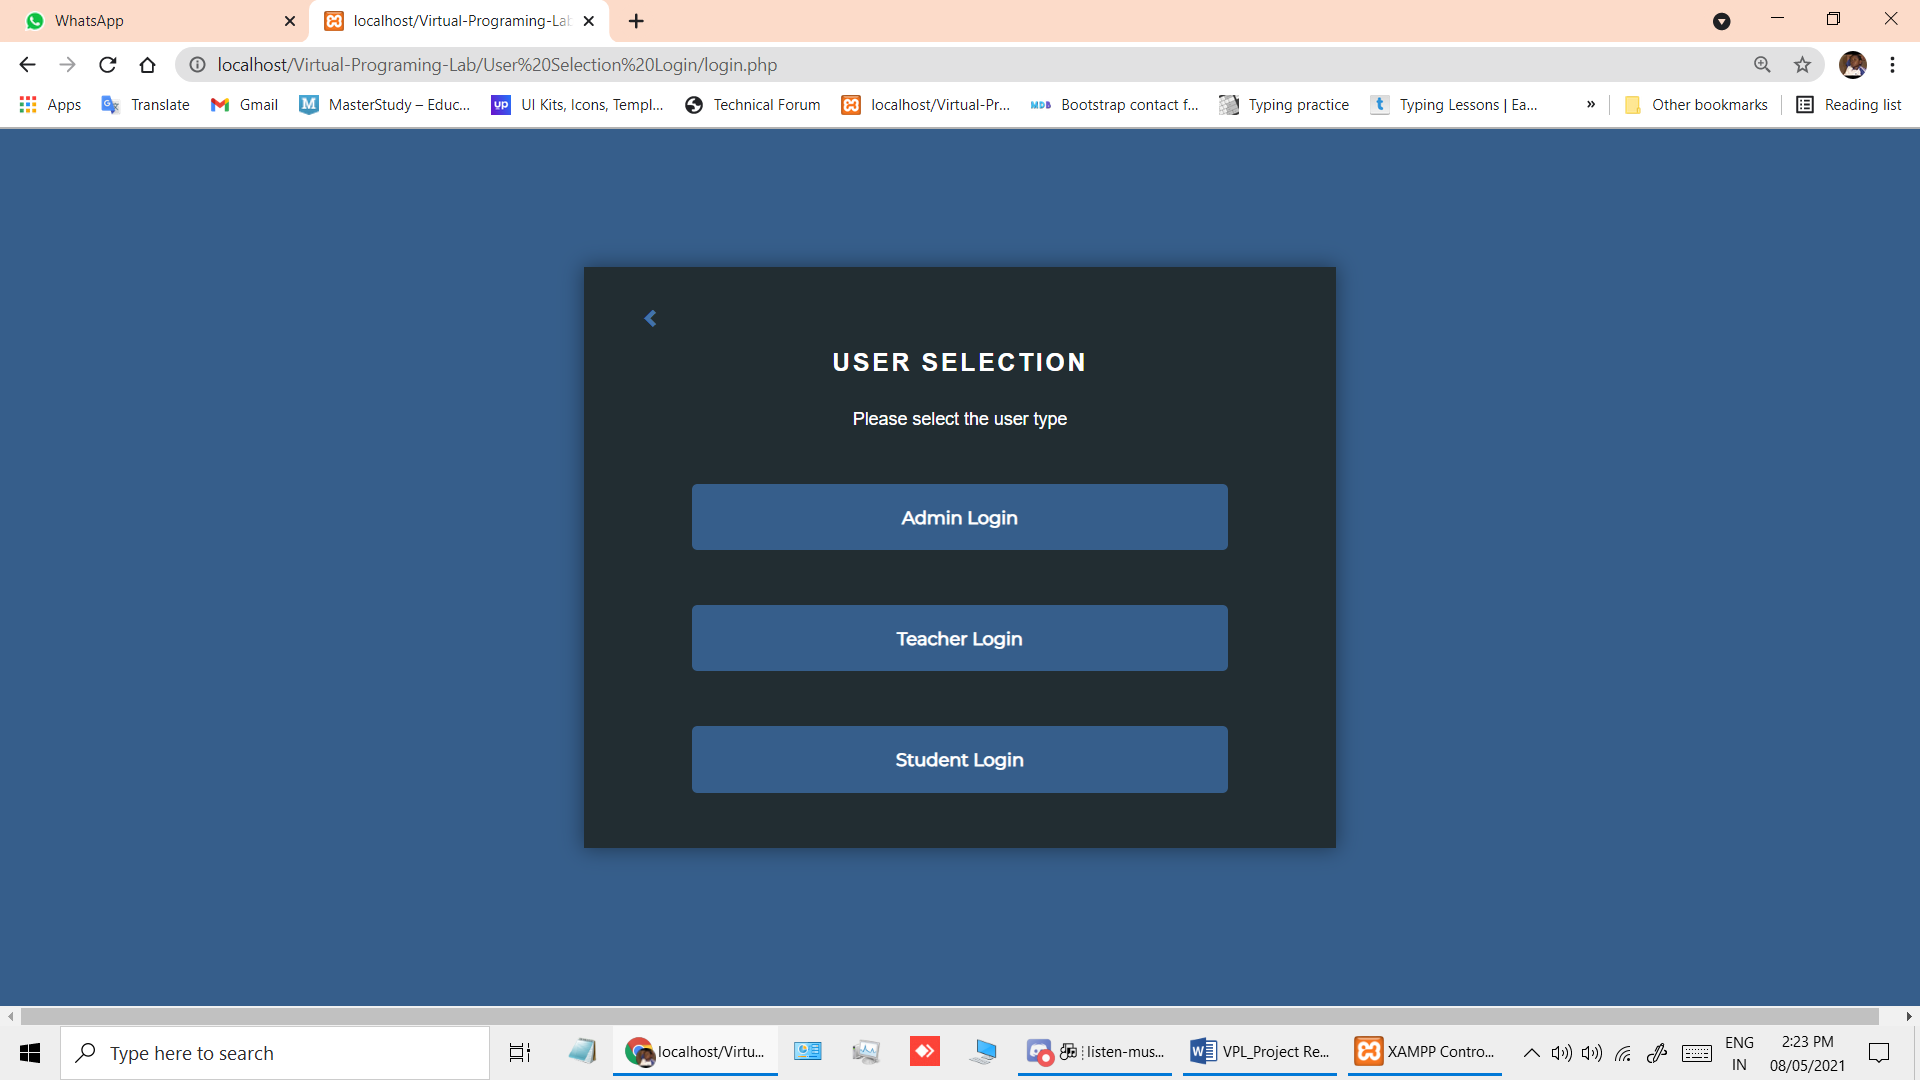 WhatsApp
localhost/Virtual-Programing-Lab
localhost/Virtual-Programing-Lab/User%20Selection%20Login/login.php
Apps
Translate
Gmail
MasterStudy – Educ...
UI Kits, Icons, Templ...
Technical Forum
localhost/Virtual-Pr...
MDB
Bootstrap contact f...
Typing practice
Typing Lessons | Ea...
»
Other bookmarks
Reading list
USER SELECTION
Please select the user type
Admin Login
Teacher Login
Student Login
Type here to search
localhost/Virtu...
listen-mus...
VPL_Project Re...
XAMPP Contro...
ENG
IN
2:23 PM
08/05/2021